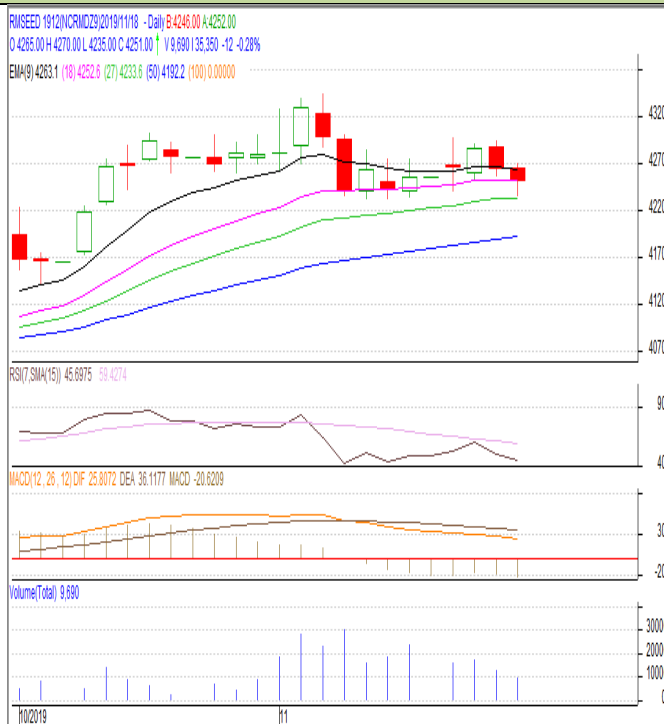 RMSEED 1912(NCRMDZ9)2019/11/18 - Daily B:4246.00 A:4252.00
O 4265.00 H 4270.00 L 4235.00 C 4251.00 V 9,690 I 35,350 -12 -0.28%
EMA(9) 4263.1 (18) 4252.6 (27) 4233.6 (50) 4192.2 (100) 0.00000
4320
4270
4220
4170
4120
4070
RSI(7,SMA(15)) 45.6975 59.4274
90
40
MACD(12 , 26 , 12) DIF 25.8072 DEA 36.1177 MACD -20.6209
30
-20
Volume(Total) 9,690
3000
2000
1000
0
10/2019 11